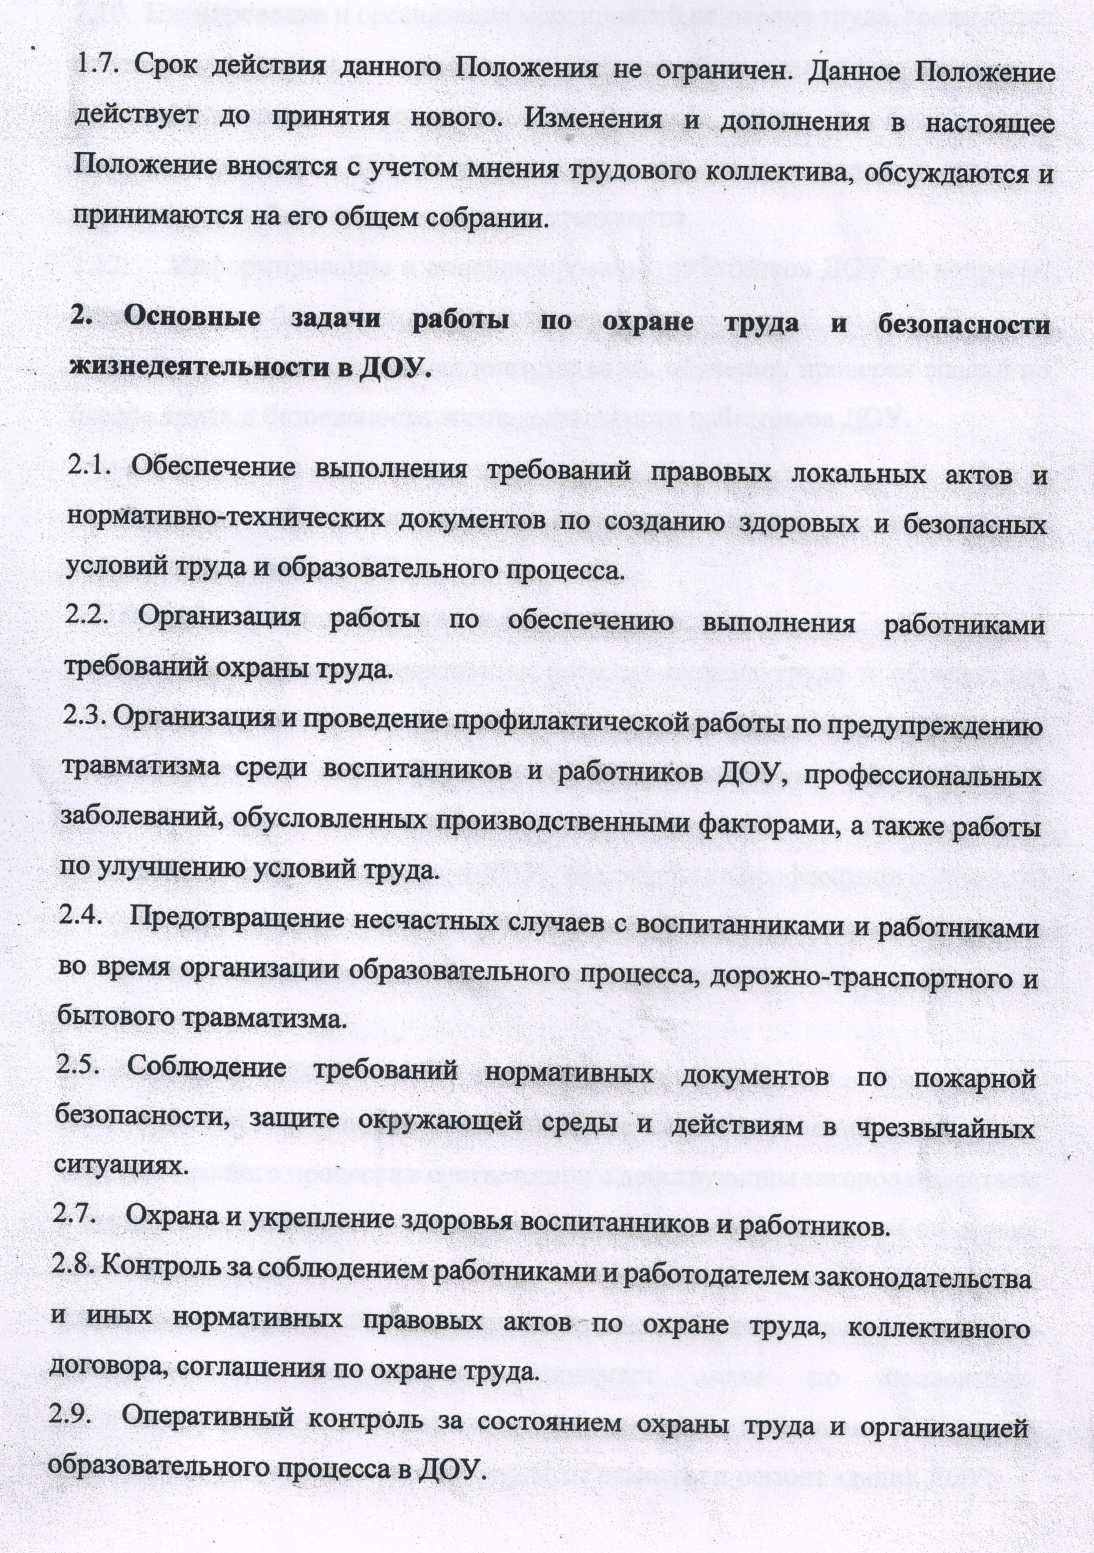 1.7. Срок действия данного Положения не ограничен. Данное Положение
действует до принятия нового. Изменения и дополнения в настоящее
Положение вносятся с учетом мнения трудового коллектива, обсуждаются и
принимаются на его общем собрании.
2. Основные задачи работы по охране труда и безопасности
жизнедеятельности в ДОУ.
2.1. Обеспечение выполнения требований правовых локальных актов и
нормативно-технических документов по созданию здоровых и безопасных
условий труда и образовательного процесса.
2.2. Организация работы по обеспечению выполнения работниками
требований охраны труда.
2.3. Организация и проведение профилактической работы по предупреждению
травматизма среди воспитанников и работников ДОУ, профессиональных
заболеваний, обусловленных производственными факторами, а также работы
по улучшению условий труда.
2.4. Предотвращение несчастных случаев с воспитанниками и работниками
во время организации образовательного процесса, дорожно-транспортного и
бытового травматизма.
2.5. Соблюдение требований нормативных документов по пожарной
безопасности, защите окружающей среды и действиям в чрезвычайных
ситуациях.
2.7. Охрана и укрепление здоровья воспитанников и работников.
2.8. Контроль за соблюдением работниками и работодателем законодательства
и иных нормативных правовых актов по охране труда, коллективного
договора, соглашения по охране труда.
2.9. Оперативный контроль за состоянием охраны труда и организацией
образовательного процесса в ДОУ.